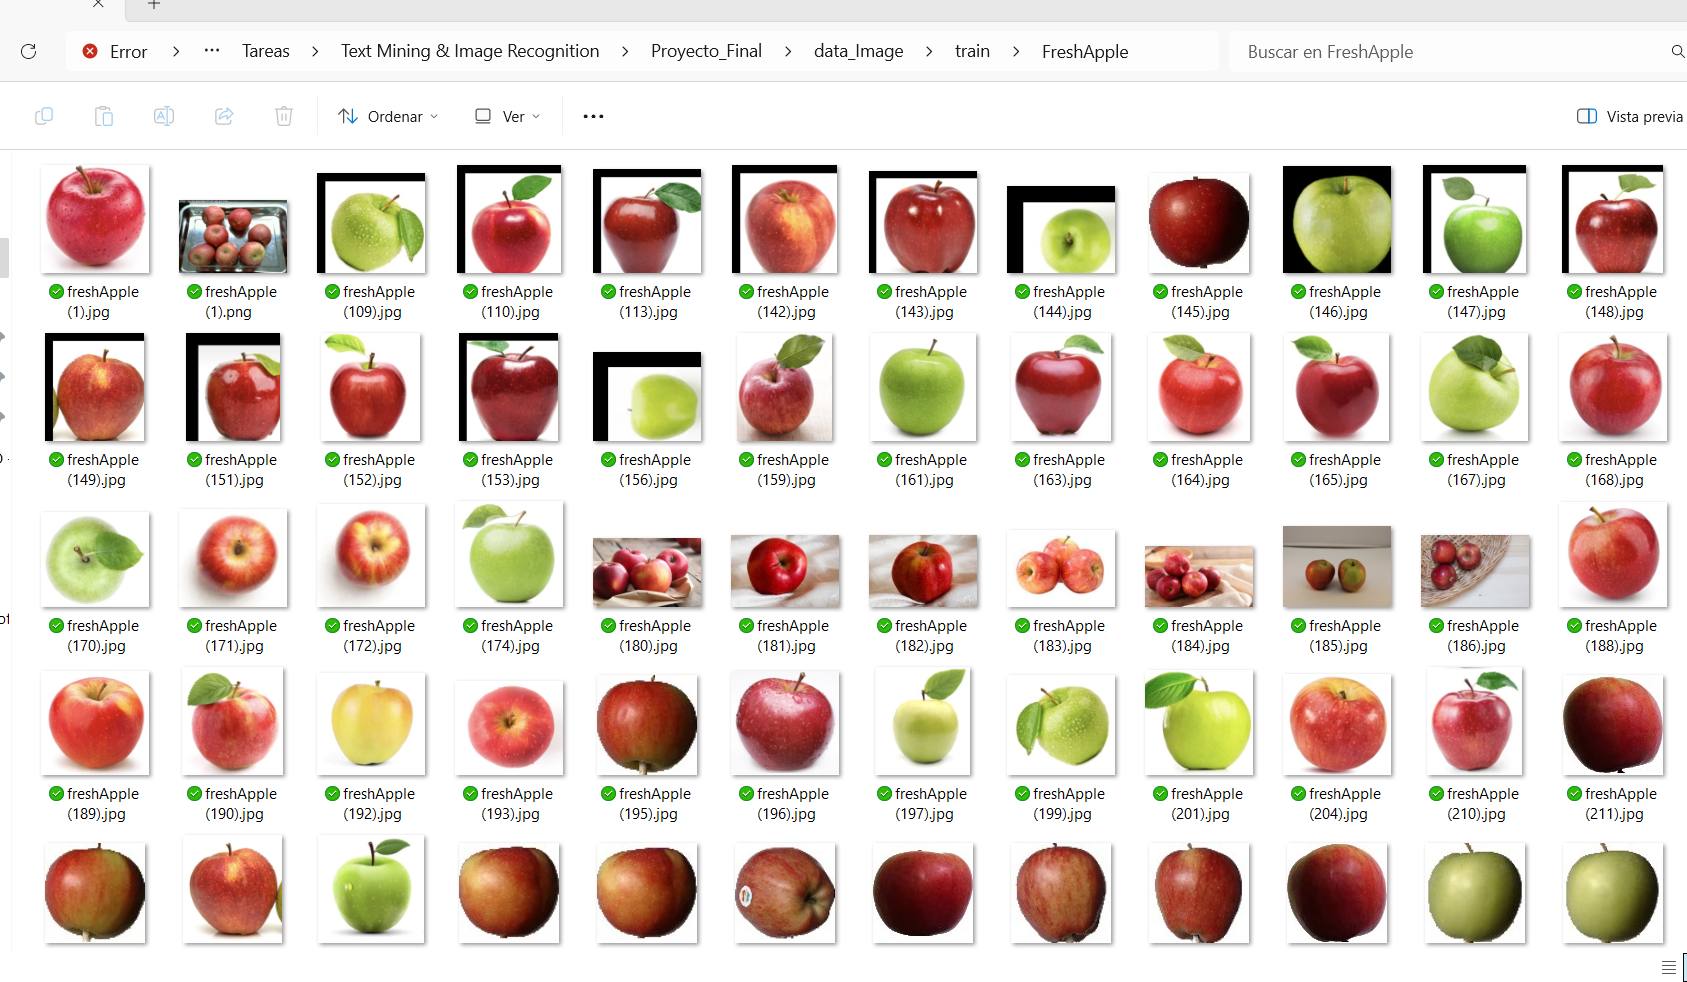 Error > ··· Tareas > Text Mining & Image Recognition > Proyecto_Final > data_Image > train > FreshApple
Buscar en FreshApple
Ordenar
Ver
Vista previa
freshApple (1).jpg
freshApple (1).png
freshApple (109).jpg
freshApple (110).jpg
freshApple (113).jpg
freshApple (142).jpg
freshApple (143).jpg
freshApple (144).jpg
freshApple (145).jpg
freshApple (146).jpg
freshApple (147).jpg
freshApple (148).jpg
freshApple (149).jpg
freshApple (151).jpg
freshApple (152).jpg
freshApple (153).jpg
freshApple (156).jpg
freshApple (159).jpg
freshApple (161).jpg
freshApple (163).jpg
freshApple (164).jpg
freshApple (165).jpg
freshApple (167).jpg
freshApple (168).jpg
freshApple (170).jpg
freshApple (171).jpg
freshApple (172).jpg
freshApple (174).jpg
freshApple (180).jpg
freshApple (181).jpg
freshApple (182).jpg
freshApple (183).jpg
freshApple (184).jpg
freshApple (185).jpg
freshApple (186).jpg
freshApple (188).jpg
freshApple (189).jpg
freshApple (190).jpg
freshApple (192).jpg
freshApple (193).jpg
freshApple (195).jpg
freshApple (196).jpg
freshApple (197).jpg
freshApple (199).jpg
freshApple (201).jpg
freshApple (204).jpg
freshApple (210).jpg
freshApple (211).jpg